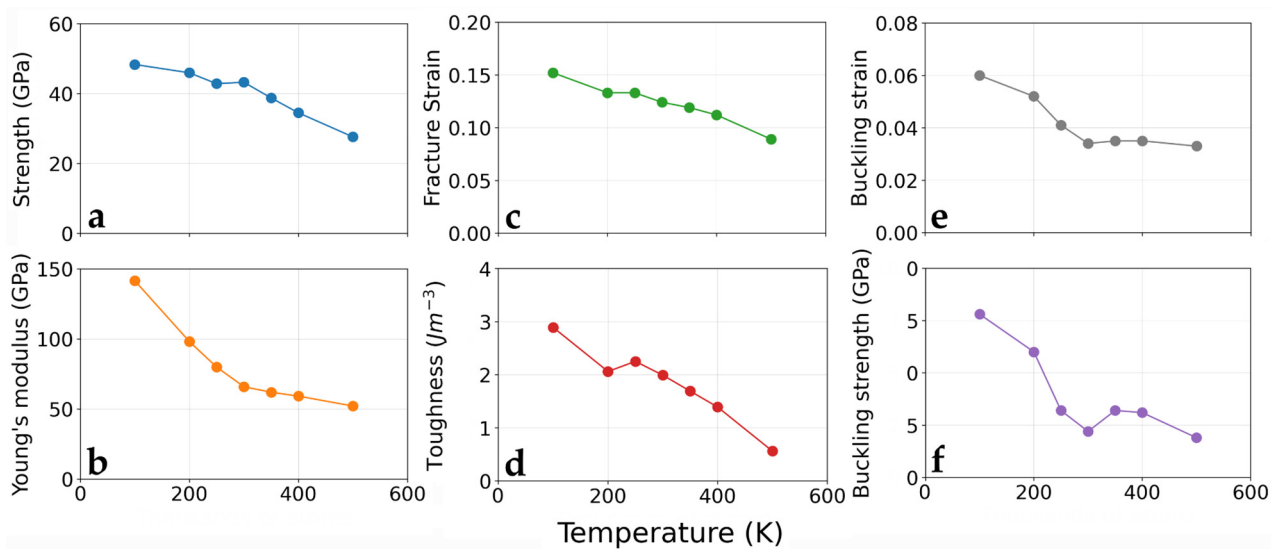 60
40
20
0
Strength (GPa)
a
0.20
0.15
0.10
0.05
0.00
Fracture Strain
c
0.08
0.06
0.04
0.02
0.00
Buckling strain
e
150
100
50
0
Young's modulus (GPa)
b
0 200 400 600
4
3
2
1
0
Toughness (Jm⁻³)
d
0 200 400 600
0
5
0
5
0
Buckling strength (GPa)
f
0 200 400 600
Temperature (K)